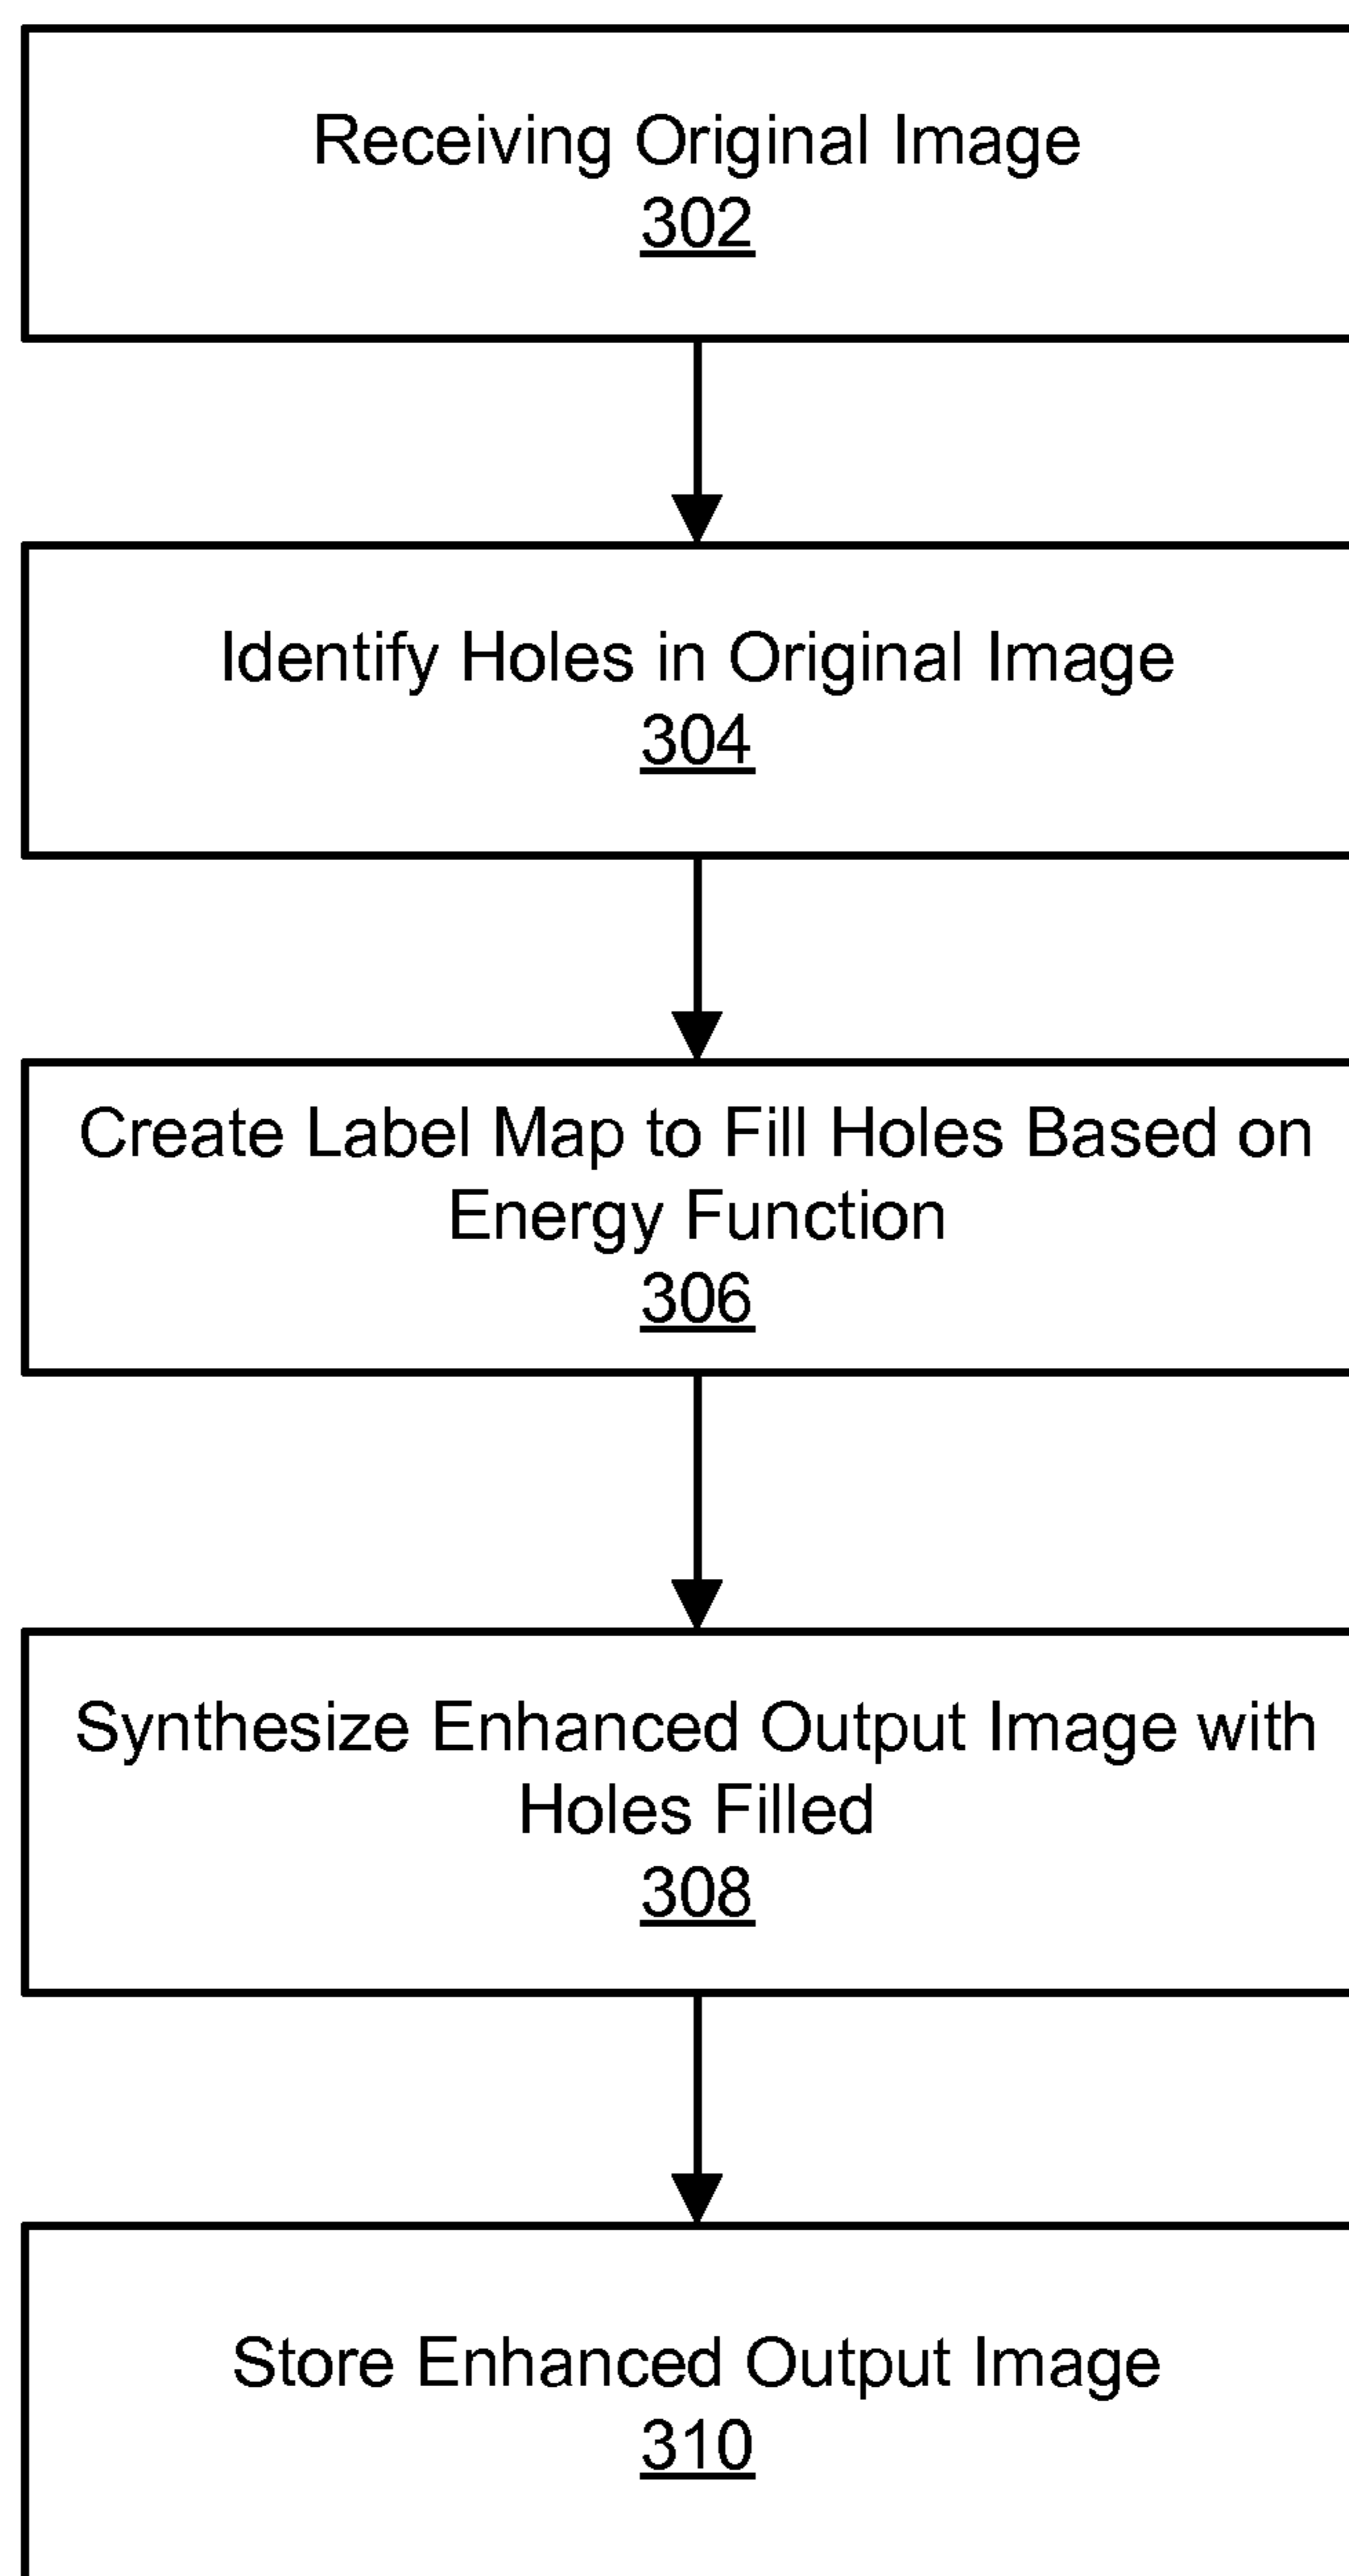 Receiving Original Image
302
Identify Holes in Original Image
304
Create Label Map to Fill Holes Based on
Energy Function
306
Synthesize Enhanced Output Image with
Holes Filled
308
Store Enhanced Output Image
310